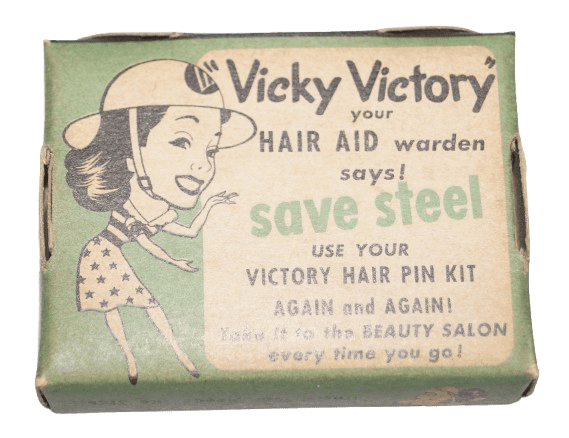 "Vicky Victory"
your
HAIR AID warden
says!
save steel
USE YOUR
VICTORY HAIR PIN KIT
AGAIN and AGAIN!
Take it to the BEAUTY SALON
every time you go!